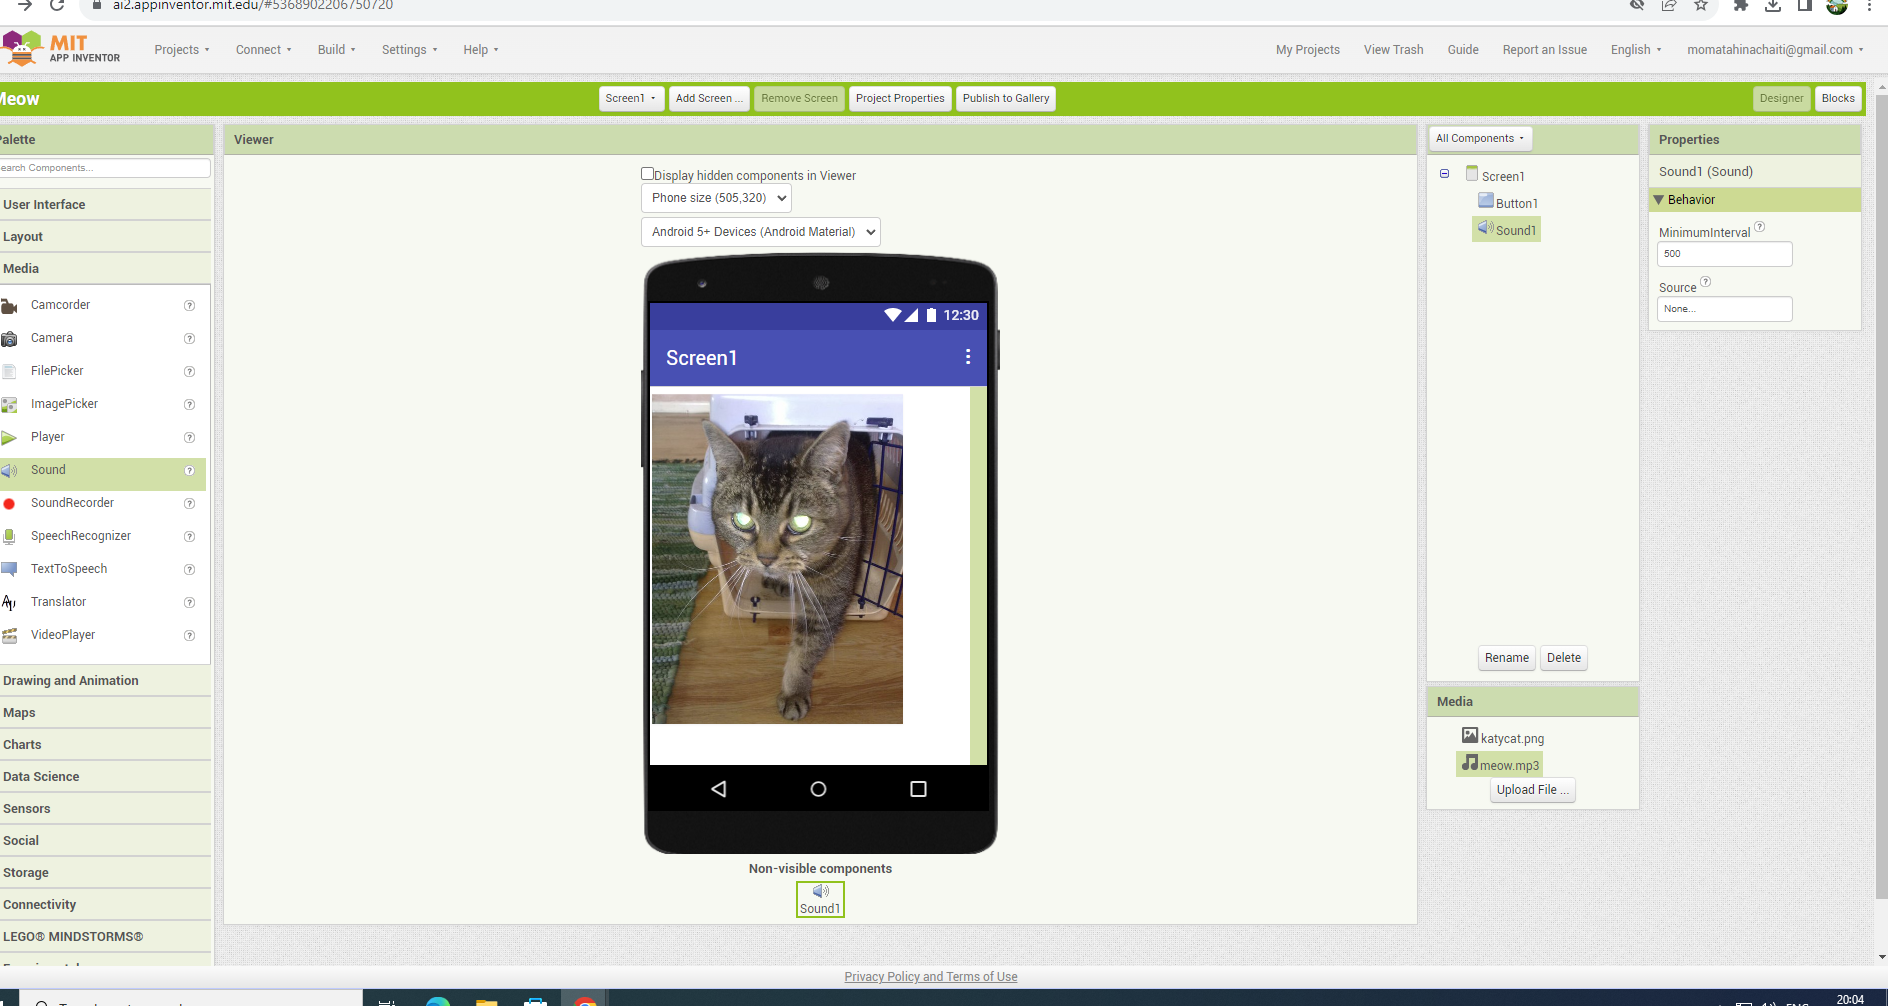 ai2.appinventor.mit.edu/#5368902206750720
MIT
APP INVENTOR
Projects
Connect
Build
Settings
Help
My Projects
View Trash
Guide
Report an Issue
English
momatahinachaiti@gmail.com
Meow
Screen1
Add Screen ...
Remove Screen
Project Properties
Publish to Gallery
Designer
Blocks
Palette
Search Components...
User Interface
Layout
Media
Camcorder
Camera
FilePicker
ImagePicker
Player
Sound
SoundRecorder
SpeechRecognizer
TextToSpeech
Translator
VideoPlayer
Drawing and Animation
Maps
Charts
Data Science
Sensors
Social
Storage
Connectivity
LEGO® MINDSTORMS®
Viewer
Display hidden components in Viewer
Phone size (505,320)
Android 5+ Devices (Android Material)
12:30
Screen1
Non-visible components
Sound1
All Components
Screen1
Button1
Sound1
Rename
Delete
Media
katycat.png
meow.mp3
Upload File ...
Properties
Sound1 (Sound)
Behavior
MinimumInterval
500
Source
None...
Privacy Policy and Terms of Use
20:04